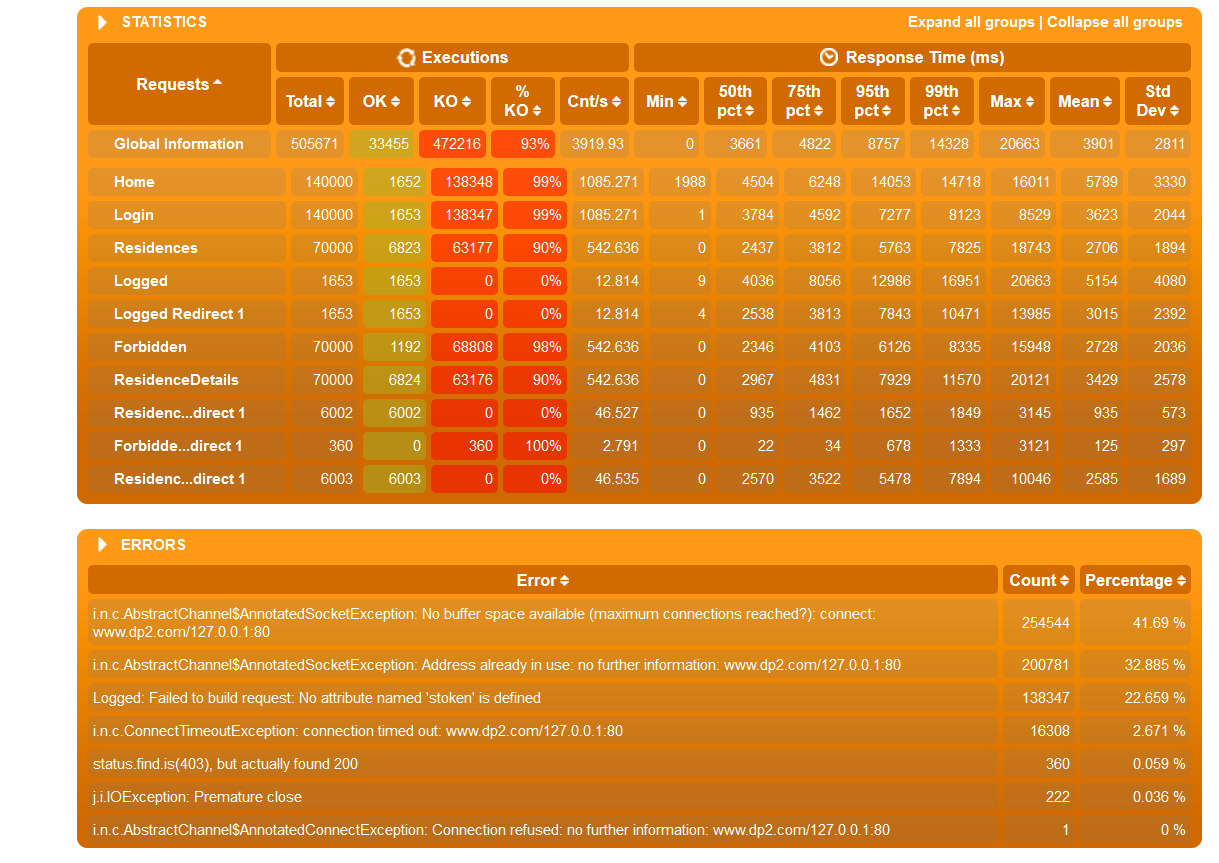 STATISTICS Expand all groups | Collapse all groups
Requests Executions Response Time (ms)
Total OK KO % KO Cnt/s Min 50th pct 75th pct 95th pct 99th pct Max Mean Std Dev
Global Information 505671 33455 472216 93% 3919.93 0 3661 4822 8757 14328 20663 3901 2811
Home 140000 1652 138348 99% 1085.271 1988 4504 6248 14053 14718 16011 5789 3330
Login 140000 1653 138347 99% 1085.271 1 3784 4592 7277 8123 8529 3623 2044
Residences 70000 6823 63177 90% 542.636 0 2437 3812 5763 7825 18743 2706 1894
Logged 1653 1653 0 0% 12.814 9 4036 8056 12986 16951 20663 5154 4080
Logged Redirect 1 1653 1653 0 0% 12.814 4 2538 3813 7843 10471 13985 3015 2392
Forbidden 70000 1192 68808 98% 542.636 0 2346 4103 6126 8335 15948 2728 2036
ResidenceDetails 70000 6824 63176 90% 542.636 0 2967 4831 7929 11570 20121 3429 2578
Residenc...direct 1 6002 6002 0 0% 46.527 0 935 1462 1652 1849 3145 935 573
Forbidde...direct 1 360 0 360 100% 2.791 0 22 34 678 1333 3121 125 297
Residenc...direct 1 6003 6003 0 0% 46.535 0 2570 3522 5478 7894 10046 2585 1689
ERRORS
Error Count Percentage
i.n.c.AbstractChannel$AnnotatedSocketException: No buffer space available (maximum connections reached?): connect:
www.dp2.com/127.0.0.1:80 254544 41.69 %
i.n.c.AbstractChannel$AnnotatedSocketException: Address already in use: no further information: www.dp2.com/127.0.0.1:80 200781 32.885 %
Logged: Failed to build request: No attribute named 'stoken' is defined 138347 22.659 %
i.n.c.ConnectTimeoutException: connection timed out: www.dp2.com/127.0.0.1:80 16308 2.671 %
status.find.is(403), but actually found 200 360 0.059 %
j.i.IOException: Premature close 222 0.036 %
i.n.c.AbstractChannel$AnnotatedConnectException: Connection refused: no further information: www.dp2.com/127.0.0.1:80 1 0 %